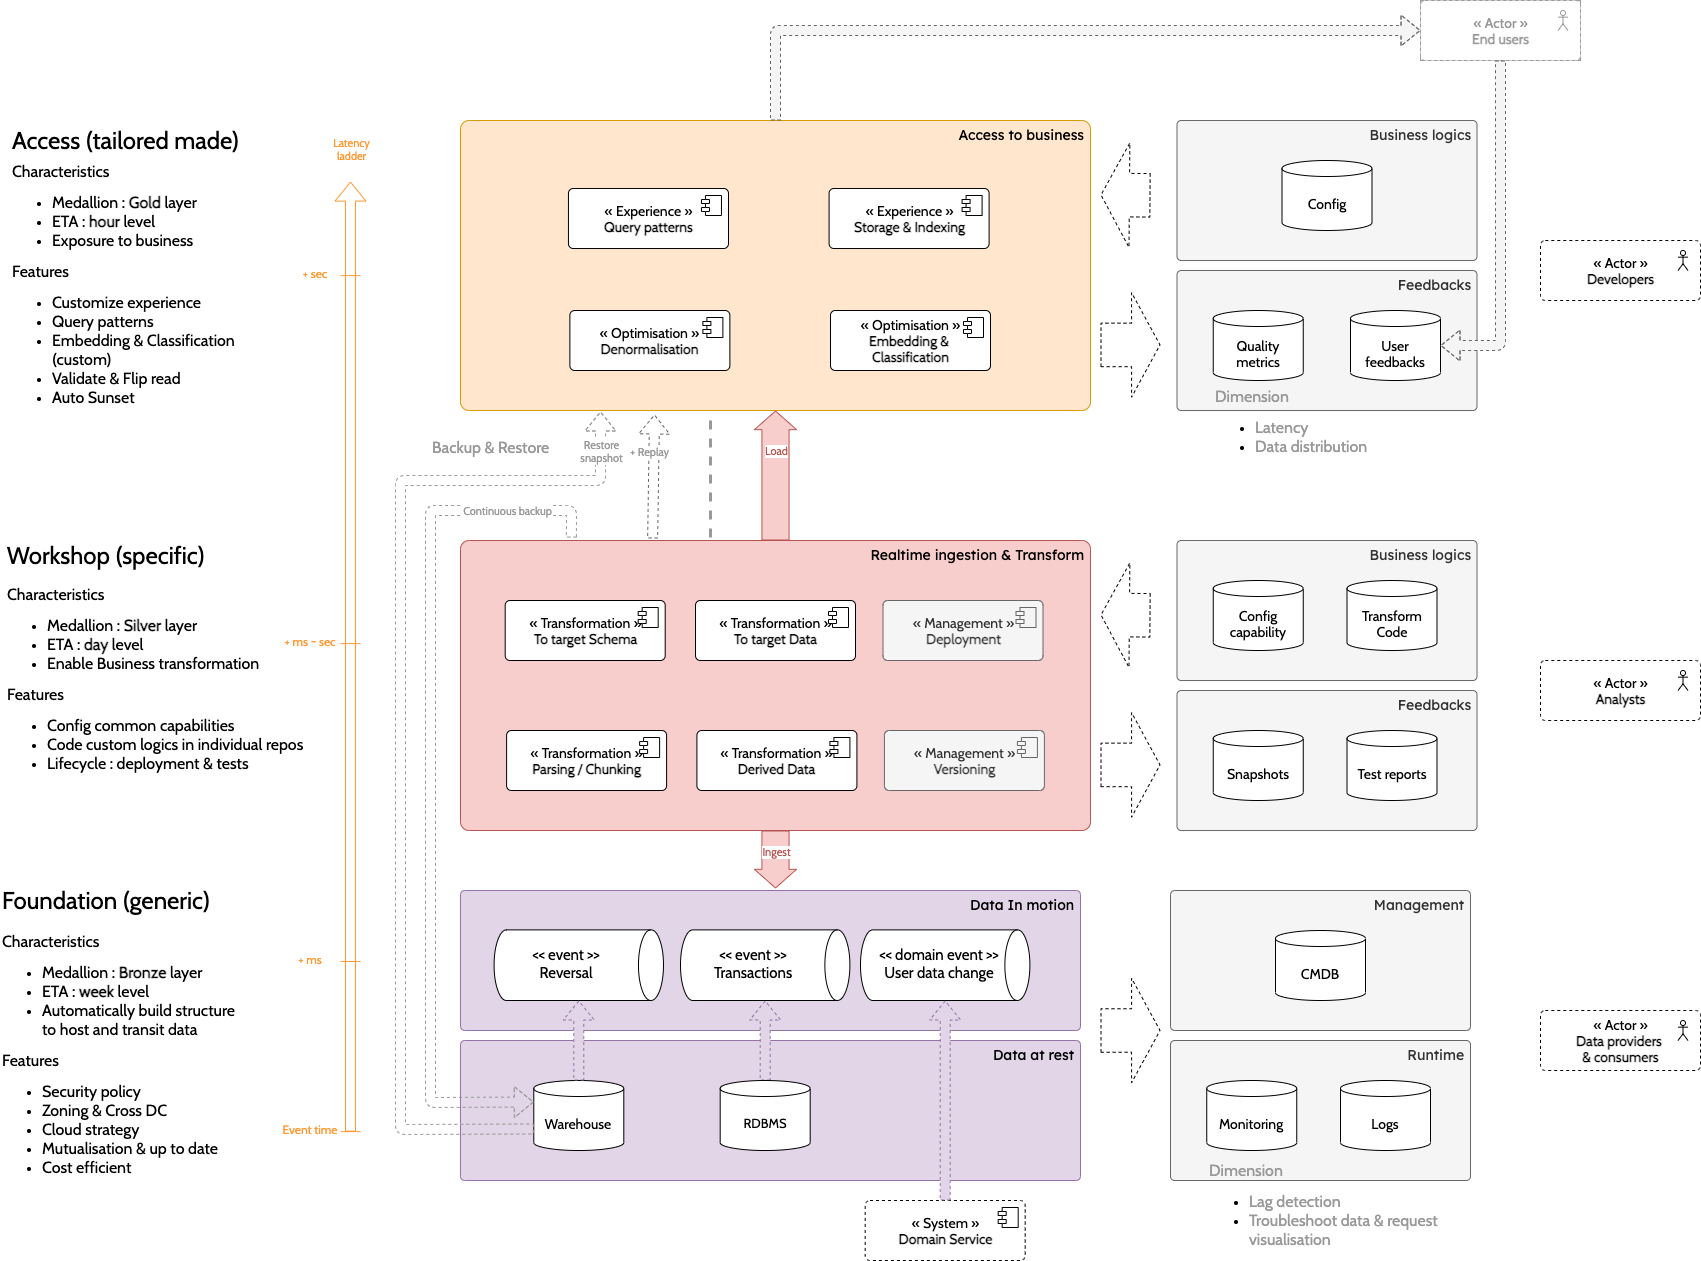 « Actor »
End users
Access (tailored made)
Characteristics
Medallion : Gold layer
ETA : hour level
Exposure to business
Features
Customize experience
Query patterns
Embedding & Classification
(custom)
Validate & Flip read
Auto Sunset
Latency
ladder
+ sec
Access to business
« Experience »
Query patterns
« Experience »
Storage & Indexing
« Optimisation »
Denormalisation
« Optimisation »
Embedding &
Classification
Business logics
Config
Feedbacks
Quality
metrics
User
feedbacks
Dimension
Latency
Data distribution
« Actor »
Developers
Backup & Restore
Restore
snapshot
+ Replay
Load
Continuous backup
Workshop (specific)
Characteristics
Medallion : Silver layer
ETA : day level
Enable Business transformation
Features
Config common capabilities
Code custom logics in individual repos
Lifecycle : deployment & tests
+ ms ~ sec
Realtime ingestion & Transform
« Transformation »
To target Schema
« Transformation »
To target Data
« Management »
Deployment
« Transformation »
Parsing / Chunking
« Transformation »
Derived Data
« Management »
Versioning
Business logics
Config
capability
Transform
Code
Feedbacks
Snapshots
Test reports
« Actor »
Analysts
Ingest
Foundation (generic)
Characteristics
Medallion : Bronze layer
ETA : week level
Automatically build structure
to host and transit data
Features
Security policy
Zoning & Cross DC
Cloud strategy
Mutualisation & up to date
Cost efficient
+ ms
Event time
Data In motion
<< event >>
Reversal
<< event >>
Transactions
<< domain event >>
User data change
Data at rest
Warehouse
RDBMS
« System »
Domain Service
Management
CMDB
Runtime
Monitoring
Logs
Dimension
Lag detection
Troubleshoot data & request
visualisation
« Actor »
Data providers
& consumers